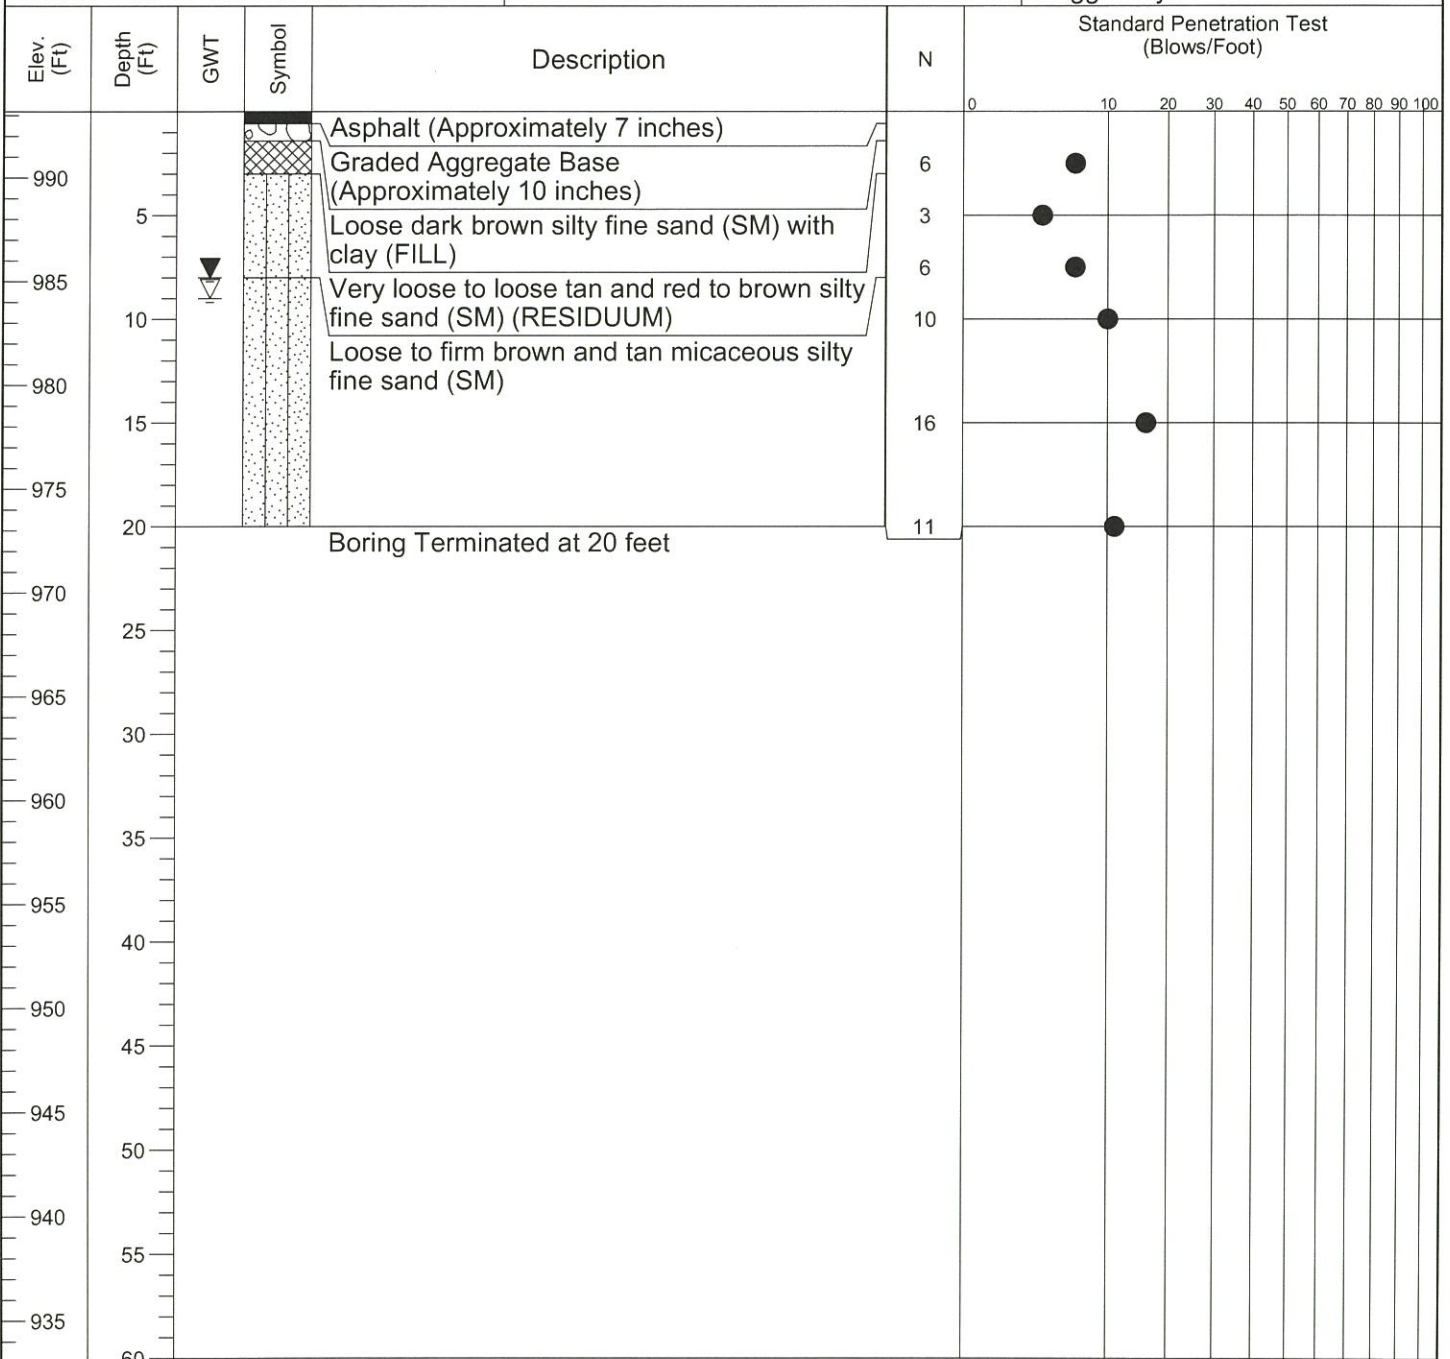 Standard Penetration Test
(Blows/Foot)
Elev.
(Ft)
Depth
(Ft)
GWT
Symbol
Description
N
0 10 20 30 40 50 60 70 80 90 100
Asphalt (Approximately 7 inches)
Graded Aggregate Base
(Approximately 10 inches)
6
990
5
Loose dark brown silty fine sand (SM) with
clay (FILL)
3
985
Very loose to loose tan and red to brown silty
fine sand (SM) (RESIDUUM)
6
10
10
Loose to firm brown and tan micaceous silty
fine sand (SM)
980
15
16
975
20
11
Boring Terminated at 20 feet
970
25
965
30
960
35
955
40
950
45
945
50
940
55
935